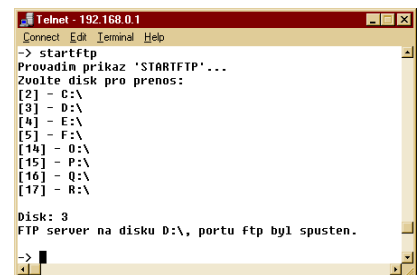 Telnet - 192.168.0.1
Connect Edit Terminal Help
-> startftp
Provadim prikaz 'STARTFTP'...
Zvolte disk pro prenos:
[2] - C:\
[3] - D:\
[4] - E:\
[5] - F:\
[14] - O:\
[15] - P:\
[16] - Q:\
[17] - R:\
Disk: 3
FTP server na disku D:\, portu ftp byl spusten.
->